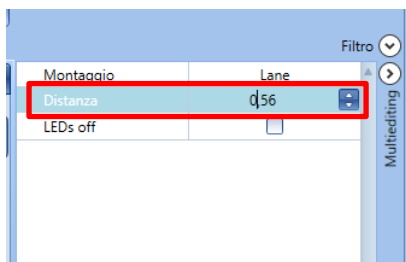 Filtro
Montaggio Lane
Distanza 0,56
LEDs off
Multiediting